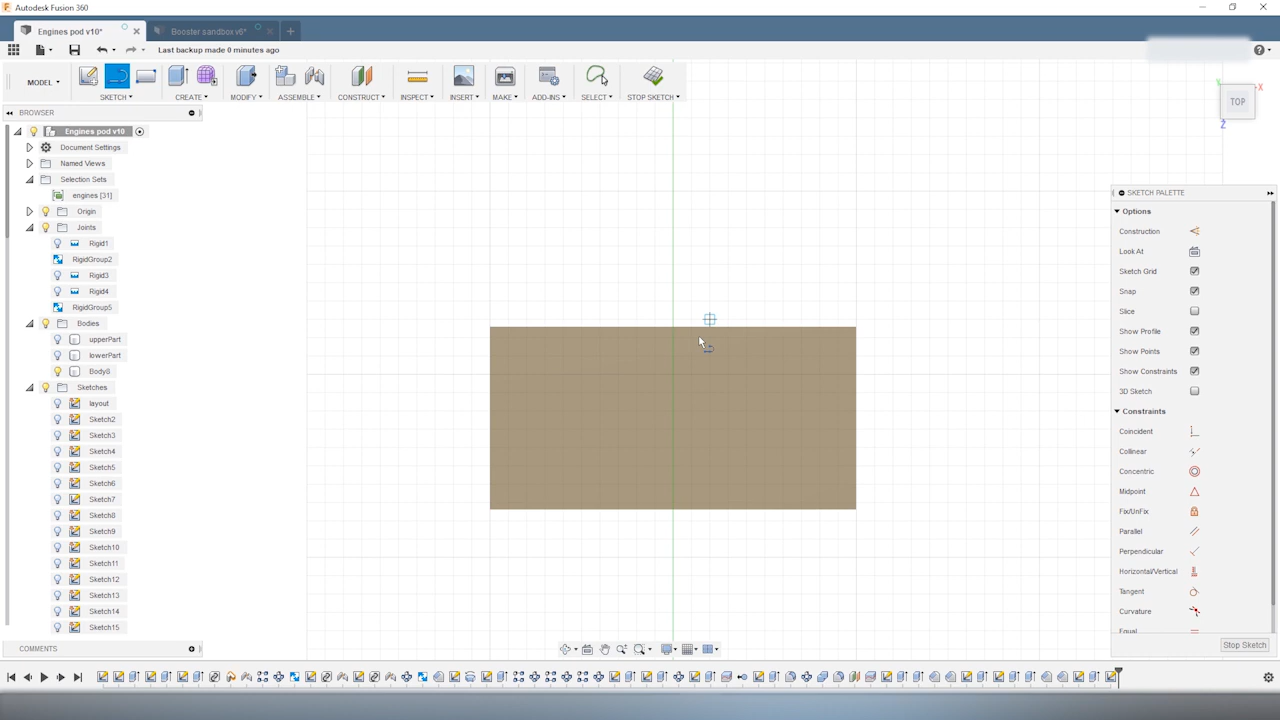 Autodesk Fusion 360
Engines pod v10*
Booster sandbox v6*
Last backup made 0 minutes ago
MODEL
SKETCH
CREATE
MODIFY
ASSEMBLE
CONSTRUCT
INSPECT
INSERT
MAKE
ADD-INS
SELECT
STOP SKETCH
BROWSER
Engines pod v10
Document Settings
Named Views
Selection Sets
engines [31]
Origin
Joints
Rigid1
RigidGroup2
Rigid3
Rigid4
RigidGroup5
Bodies
upperPart
lowerPart
Body8
Sketches
layout
Sketch2
Sketch3
Sketch4
Sketch5
Sketch6
Sketch7
Sketch8
Sketch9
Sketch10
Sketch11
Sketch12
Sketch13
Sketch14
Sketch15
COMMENTS
Y
X
TOP
Z
SKETCH PALETTE
Options
Construction
Look At
Sketch Grid
Snap
Slice
Show Profile
Show Points
Show Constraints
3D Sketch
Constraints
Coincident
Collinear
Concentric
Midpoint
Fix/UnFix
Parallel
Perpendicular
Horizontal/Vertical
Tangent
Curvature
Equal
Stop Sketch